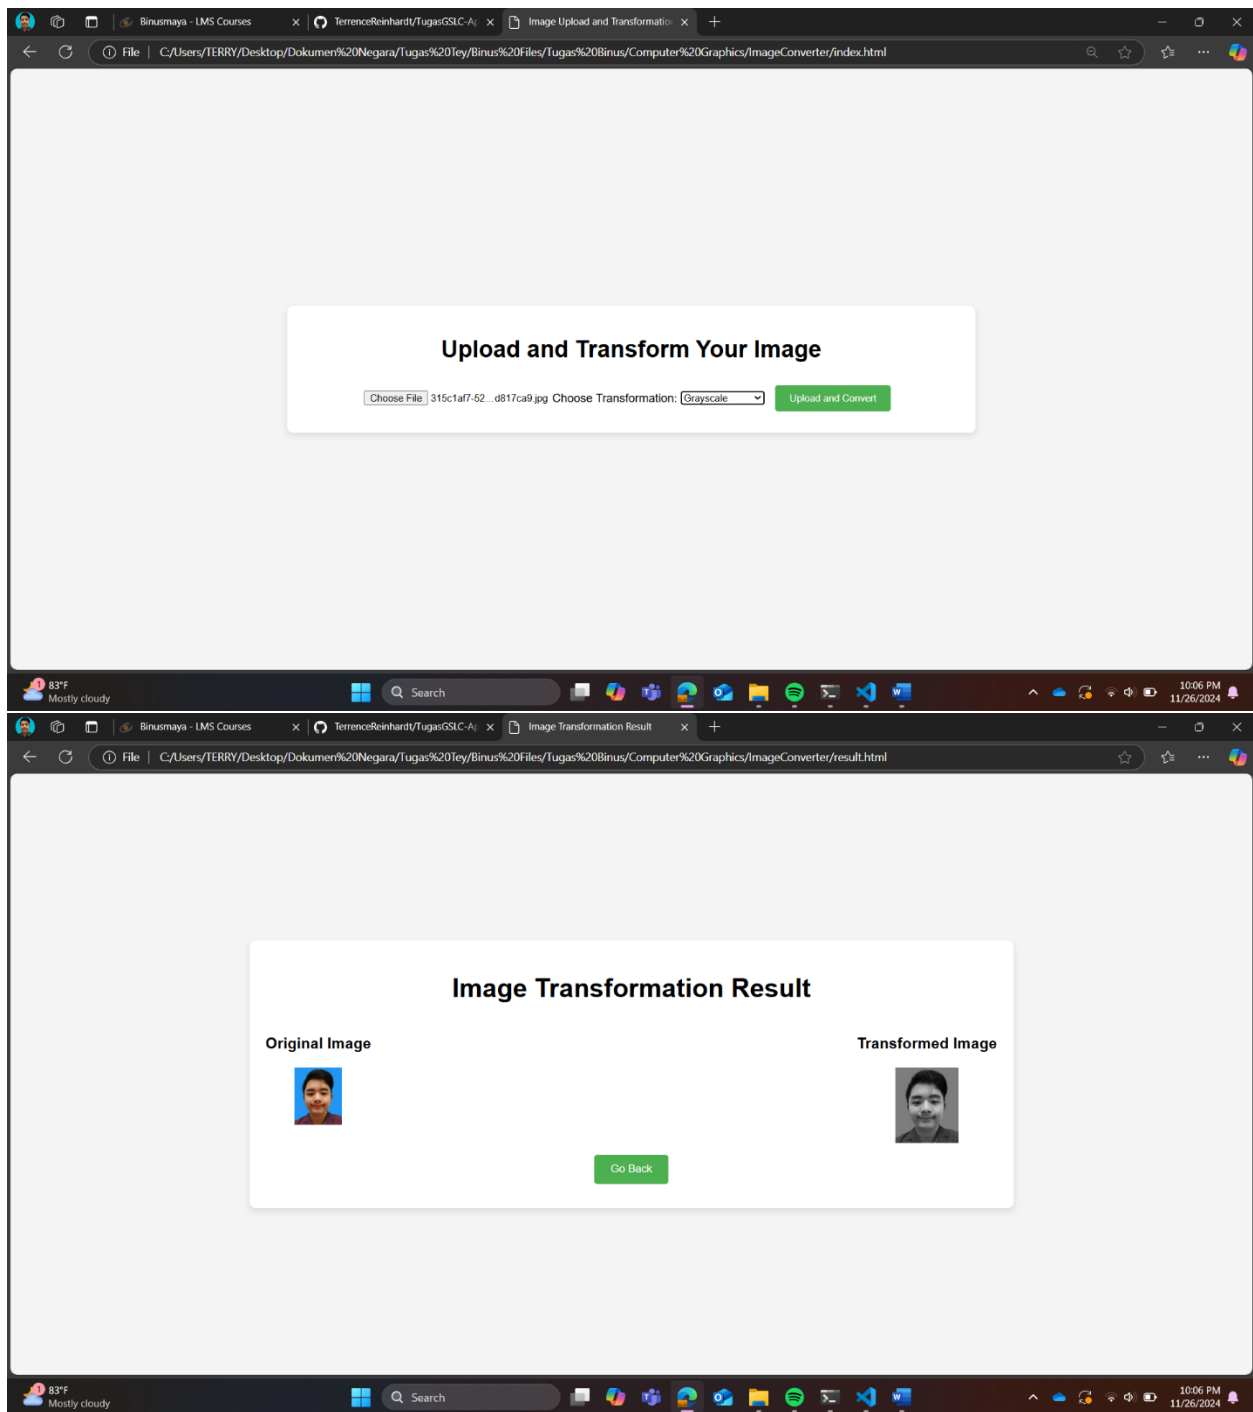 Binusmaya - LMS Courses
TerrenceReinhardt/TugasGSLC-Ap
Image Upload and Transformation
File
C:/Users/TERRY/Desktop/Dokumen%20Negara/Tugas%20Tey/Binus%20Files/Tugas%20Binus/Computer%20Graphics/ImageConverter/index.html
Upload and Transform Your Image
Choose File 315c1af7-52...d817ca9.jpg Choose Transformation: Grayscale Upload and Convert
1
83°F
Mostly cloudy
Search
10:06 PM
11/26/2024
Binusmaya - LMS Courses
TerrenceReinhardt/TugasGSLC-Ap
Image Transformation Result
File
C:/Users/TERRY/Desktop/Dokumen%20Negara/Tugas%20Tey/Binus%20Files/Tugas%20Binus/Computer%20Graphics/ImageConverter/result.html
Image Transformation Result
Original Image
Transformed Image
Go Back
1
83°F
Mostly cloudy
Search
10:06 PM
11/26/2024